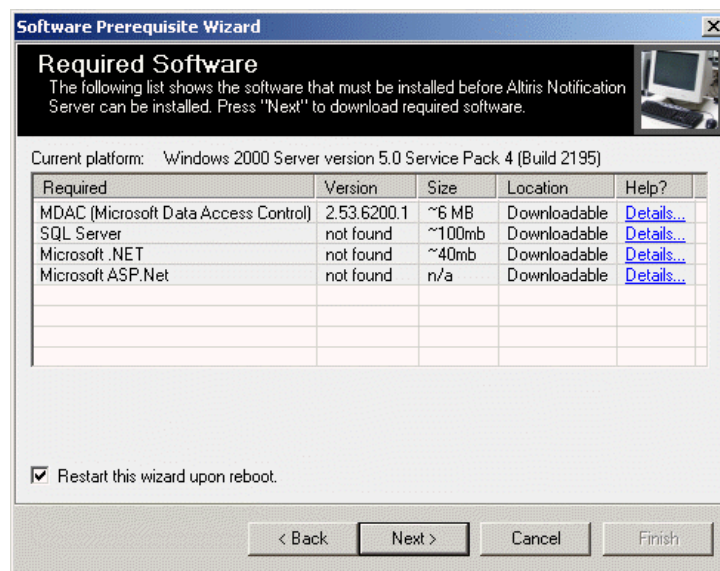 Software Prerequisite Wizard
Required Software
The following list shows the software that must be installed before Altiris Notification
Server can be installed. Press "Next" to download required software.
Current platform: Windows 2000 Server version 5.0 Service Pack 4 (Build 2195)
Required Version Size Location Help?
MDAC (Microsoft Data Access Control) 2.53.6200.1 ~6 MB Downloadable Details...
SQL Server not found ~100mb Downloadable Details...
Microsoft .NET not found ~40mb Downloadable Details...
Microsoft ASP.Net not found n/a Downloadable Details...
Restart this wizard upon reboot.
< Back Next > Cancel Finish